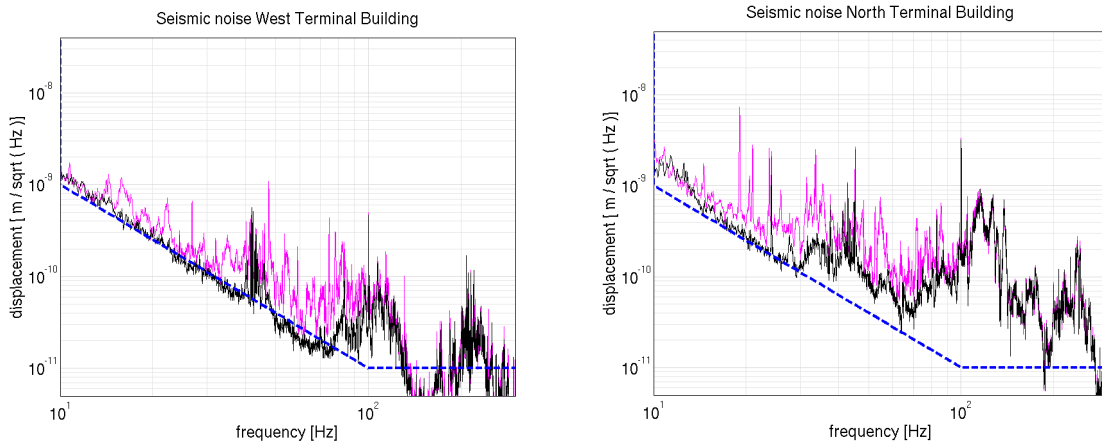 Seismic noise West Terminal Building
displacement [ m / sqrt ( Hz )]
10^-8
10^-9
10^-10
10^-11
10^1
10^2
frequency [Hz]
Seismic noise North Terminal Building
displacement [ m / sqrt ( Hz )]
10^-8
10^-9
10^-10
10^-11
10^1
10^2
frequency [Hz]